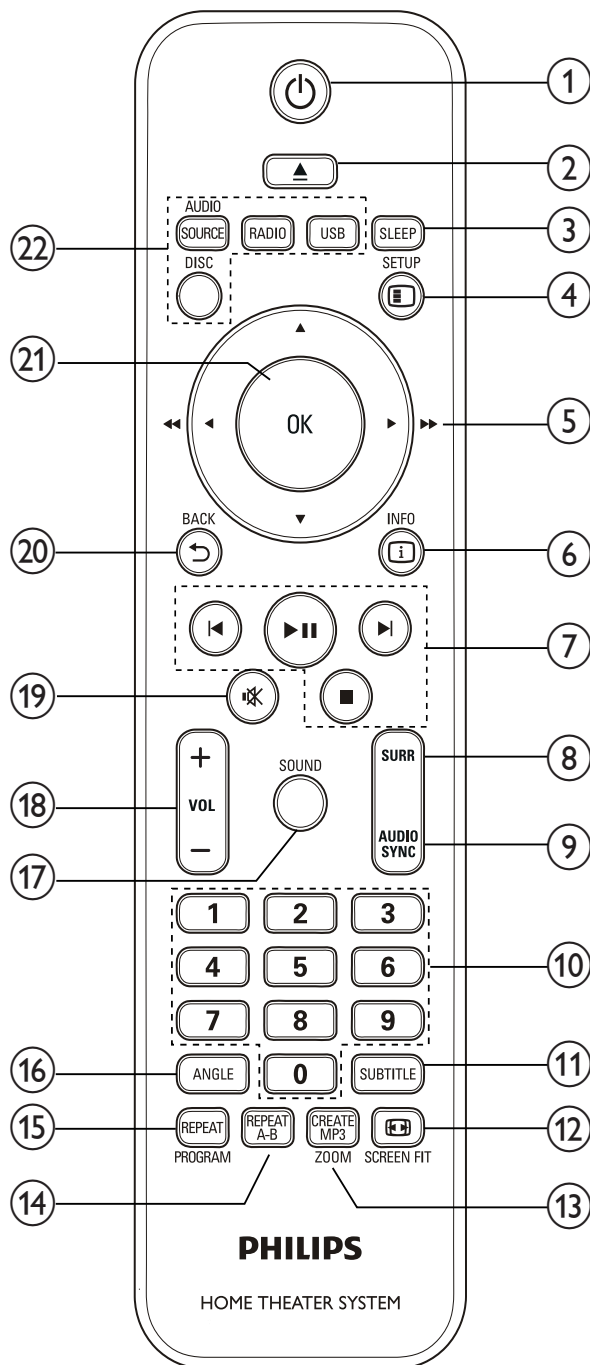 1
2
AUDIO
SOURCE RADIO USB SLEEP 3
22
DISC SETUP
4
21
OK 5
BACK INFO
20 6
7
19
SOUND
+ SURR 8
18 VOL
AUDIO
SYNC 9
−
17
1 2 3
4 5 6 10
7 8 9
16 ANGLE 0 SUBTITLE 11
15 REPEAT REPEAT
A-B CREATE
MP3 12
PROGRAM ZOOM SCREEN FIT
14 13
PHILIPS
HOME THEATER SYSTEM